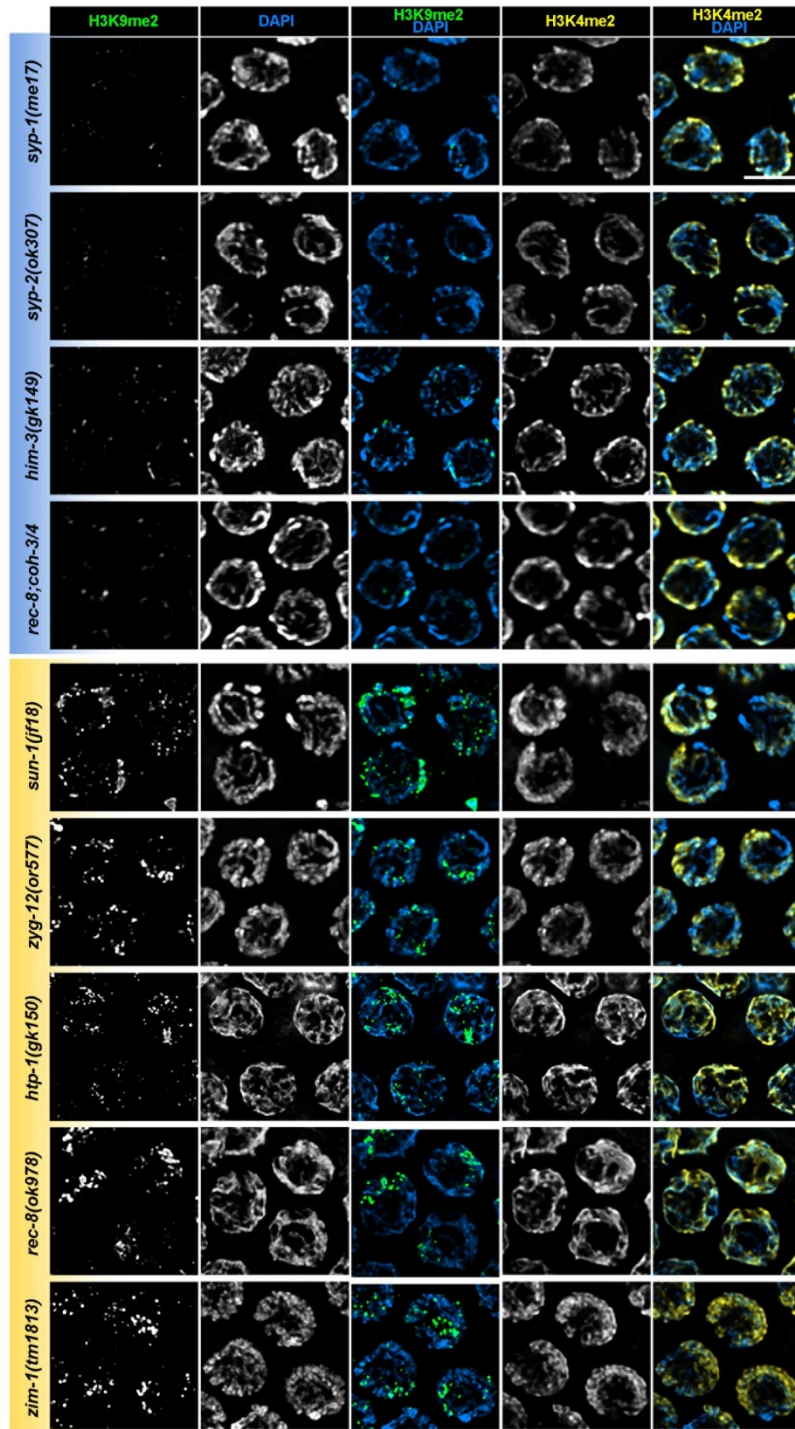 H3K9me2
DAPI
H3K9me2
DAPI
H3K4me2
H3K4me2
DAPI
syp-1(me17)
syp-2(ok307)
him-3(gk149)
rec-8;coh-3/4
sun-1(jf18)
zyg-12(or577)
htp-1(gk150)
rec-8(ok978)
zim-1(tm1813)